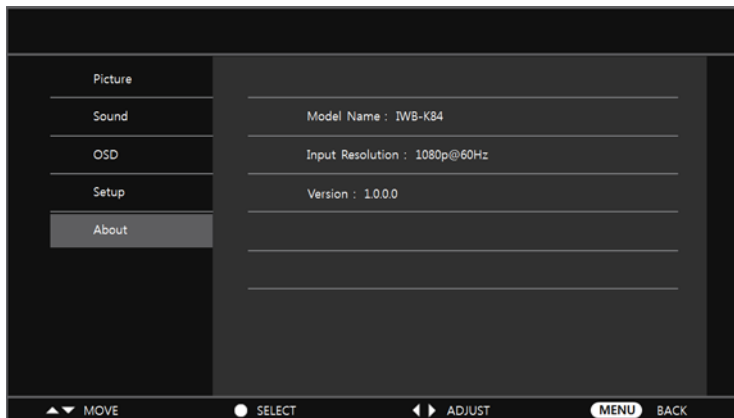 Picture
Sound
OSD
Setup
About
Model Name : IWB-K84
Input Resolution : 1080p@60Hz
Version : 1.0.0.0
MOVE
SELECT
ADJUST
MENU BACK